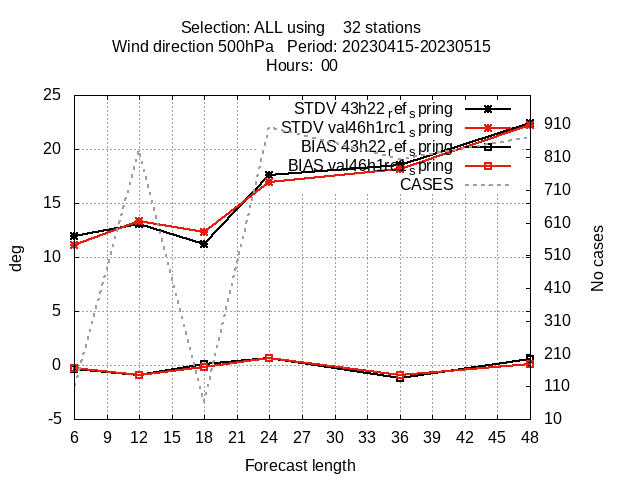 Selection: ALL using    32 stations
Wind direction 500hPa   Period: 20230415-20230515
Hours:  00
25
20
15
10
5
0
-5
deg
STDV 43h22_ref_spring
STDV val46h1rc1_spring
BIAS 43h22_ref_spring
BIAS val46h1rc1_spring
CASES
910
810
710
610
510
410
310
210
110
10
No cases
6 9 12 15 18 21 24 27 30 33 36 39 42 45 48
Forecast length